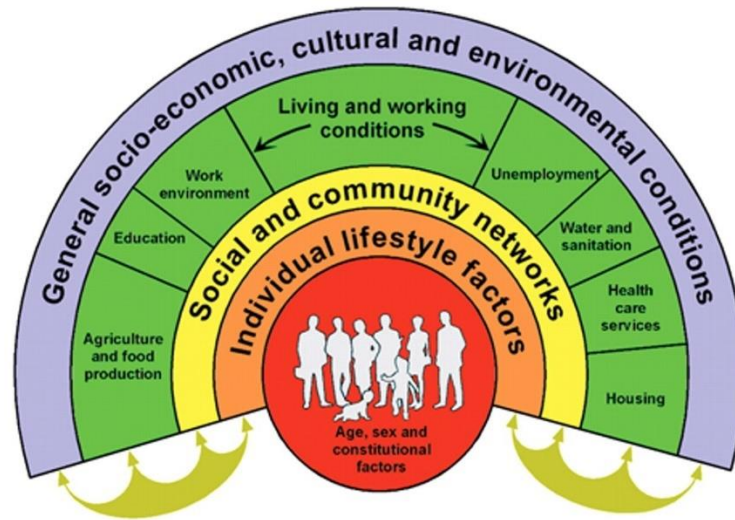 General socio-economic, cultural and environmental conditions
Living and working
conditions
Agriculture
and food
production
Education
Work
environment
Unemployment
Water and
sanitation
Health
care
services
Housing
Social and community networks
Individual lifestyle factors
Age, sex and
constitutional
factors